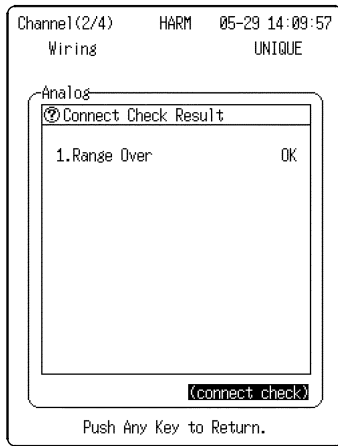 Channel(2/4) HARM 05-29 14:09:57
Wiring UNIQUE
Analog
?Connect Check Result
1.Range Over OK
(connect check)
Push Any Key to Return.